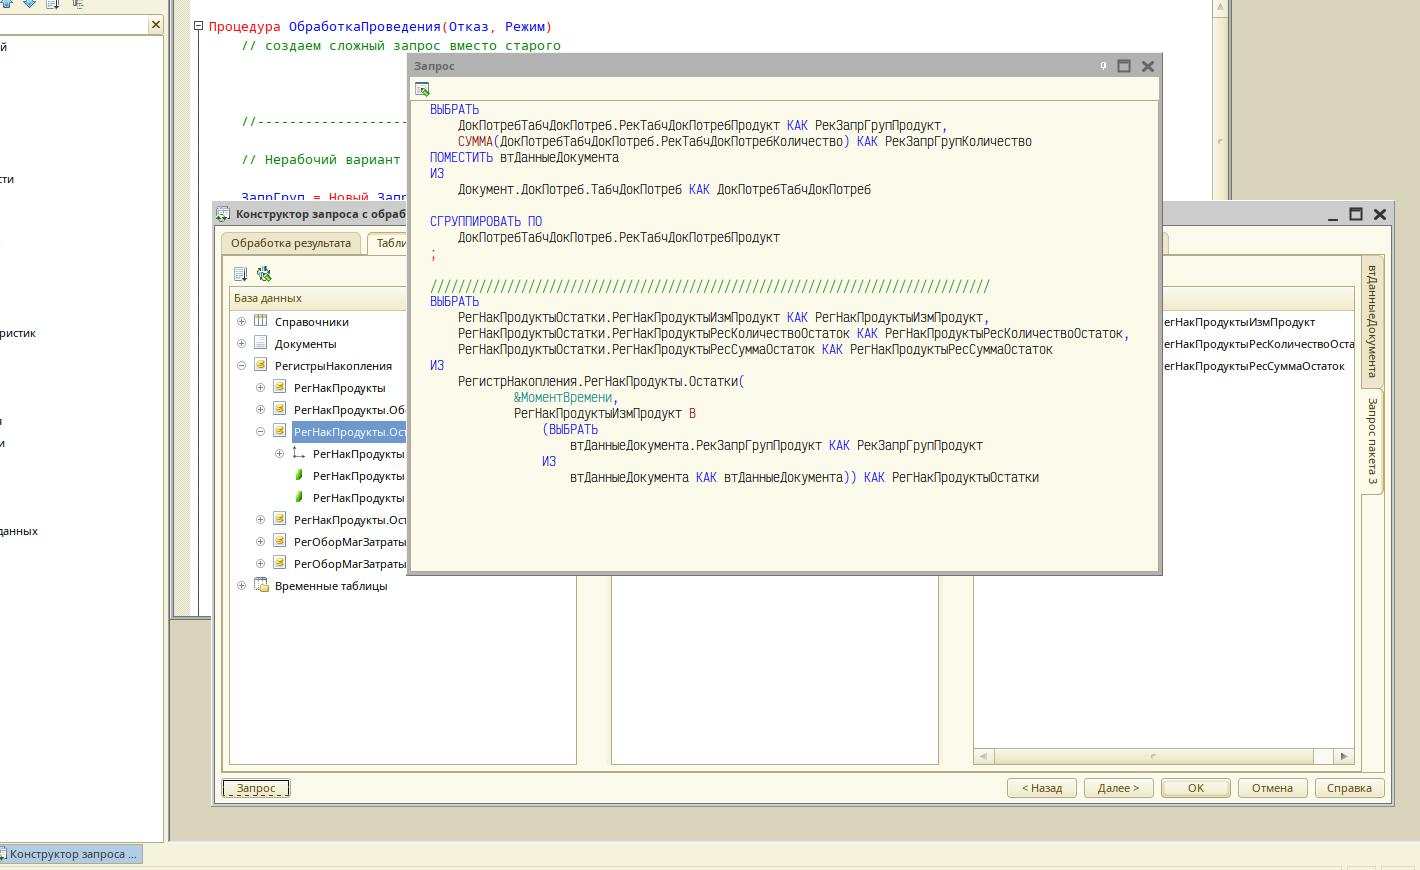 Процедура ОбработкаПроведения(Отказ, Режим)
// создаем сложный запрос вместо старого
й
//-------------------
// Нерабочий вариант
сти
ЗапрГруп = Новый Запр
Запрос
ВЫБРАТЬ
ДокПотребТабчДокПотреб.РекТабчДокПотребПродукт КАК РекЗапрГрупПродукт,
СУММА(ДокПотребТабчДокПотреб.РекТабчДокПотребКоличество) КАК РекЗапрГрупКоличество
ПОМЕСТИТЬ втДанныеДокумента
ИЗ
Документ.ДокПотреб.ТабчДокПотреб КАК ДокПотребТабчДокПотреб
СГРУППИРОВАТЬ ПО
ДокПотребТабчДокПотреб.РекТабчДокПотребПродукт
;
////////////////////////////////////////////////////////////////////////////////
ВЫБРАТЬ
РегНакПродуктыОстатки.РегНакПродуктыИзмПродукт КАК РегНакПродуктыИзмПродукт,
РегНакПродуктыОстатки.РегНакПродуктыРесКоличествоОстаток КАК РегНакПродуктыРесКоличествоОстаток,
РегНакПродуктыОстатки.РегНакПродуктыРесСуммаОстаток КАК РегНакПродуктыРесСуммаОстаток
ИЗ
РегистрНакопления.РегНакПродукты.Остатки(
&МоментВремени,
РегНакПродуктыИзмПродукт В
(ВЫБРАТЬ
втДанныеДокумента.РекЗапрГрупПродукт КАК РекЗапрГрупПродукт
ИЗ
втДанныеДокумента КАК втДанныеДокумента)) КАК РегНакПродуктыОстатки
Конструктор запроса с обраб
Обработка результата
Табли
База данных
Справочники
Документы
РегистрыНакопления
РегНакПродукты
РегНакПродукты.Об
РегНакПродукты.Ост
РегНакПродукты
РегНакПродукты
РегНакПродукты
РегНакПродукты.Ост
РегОборМагЗатраты
РегОборМагЗатраты
Временные таблицы
ерНакПродуктыИзмПродукт
егНакПродуктыРесКоличествоОста
егНакПродуктыРесСуммаОстаток
втДанныеДокумента
Запрос пакета 3
ристик
я
и
данных
Запрос
< Назад
Далее >
OK
Отмена
Справка
Конструктор запроса ...